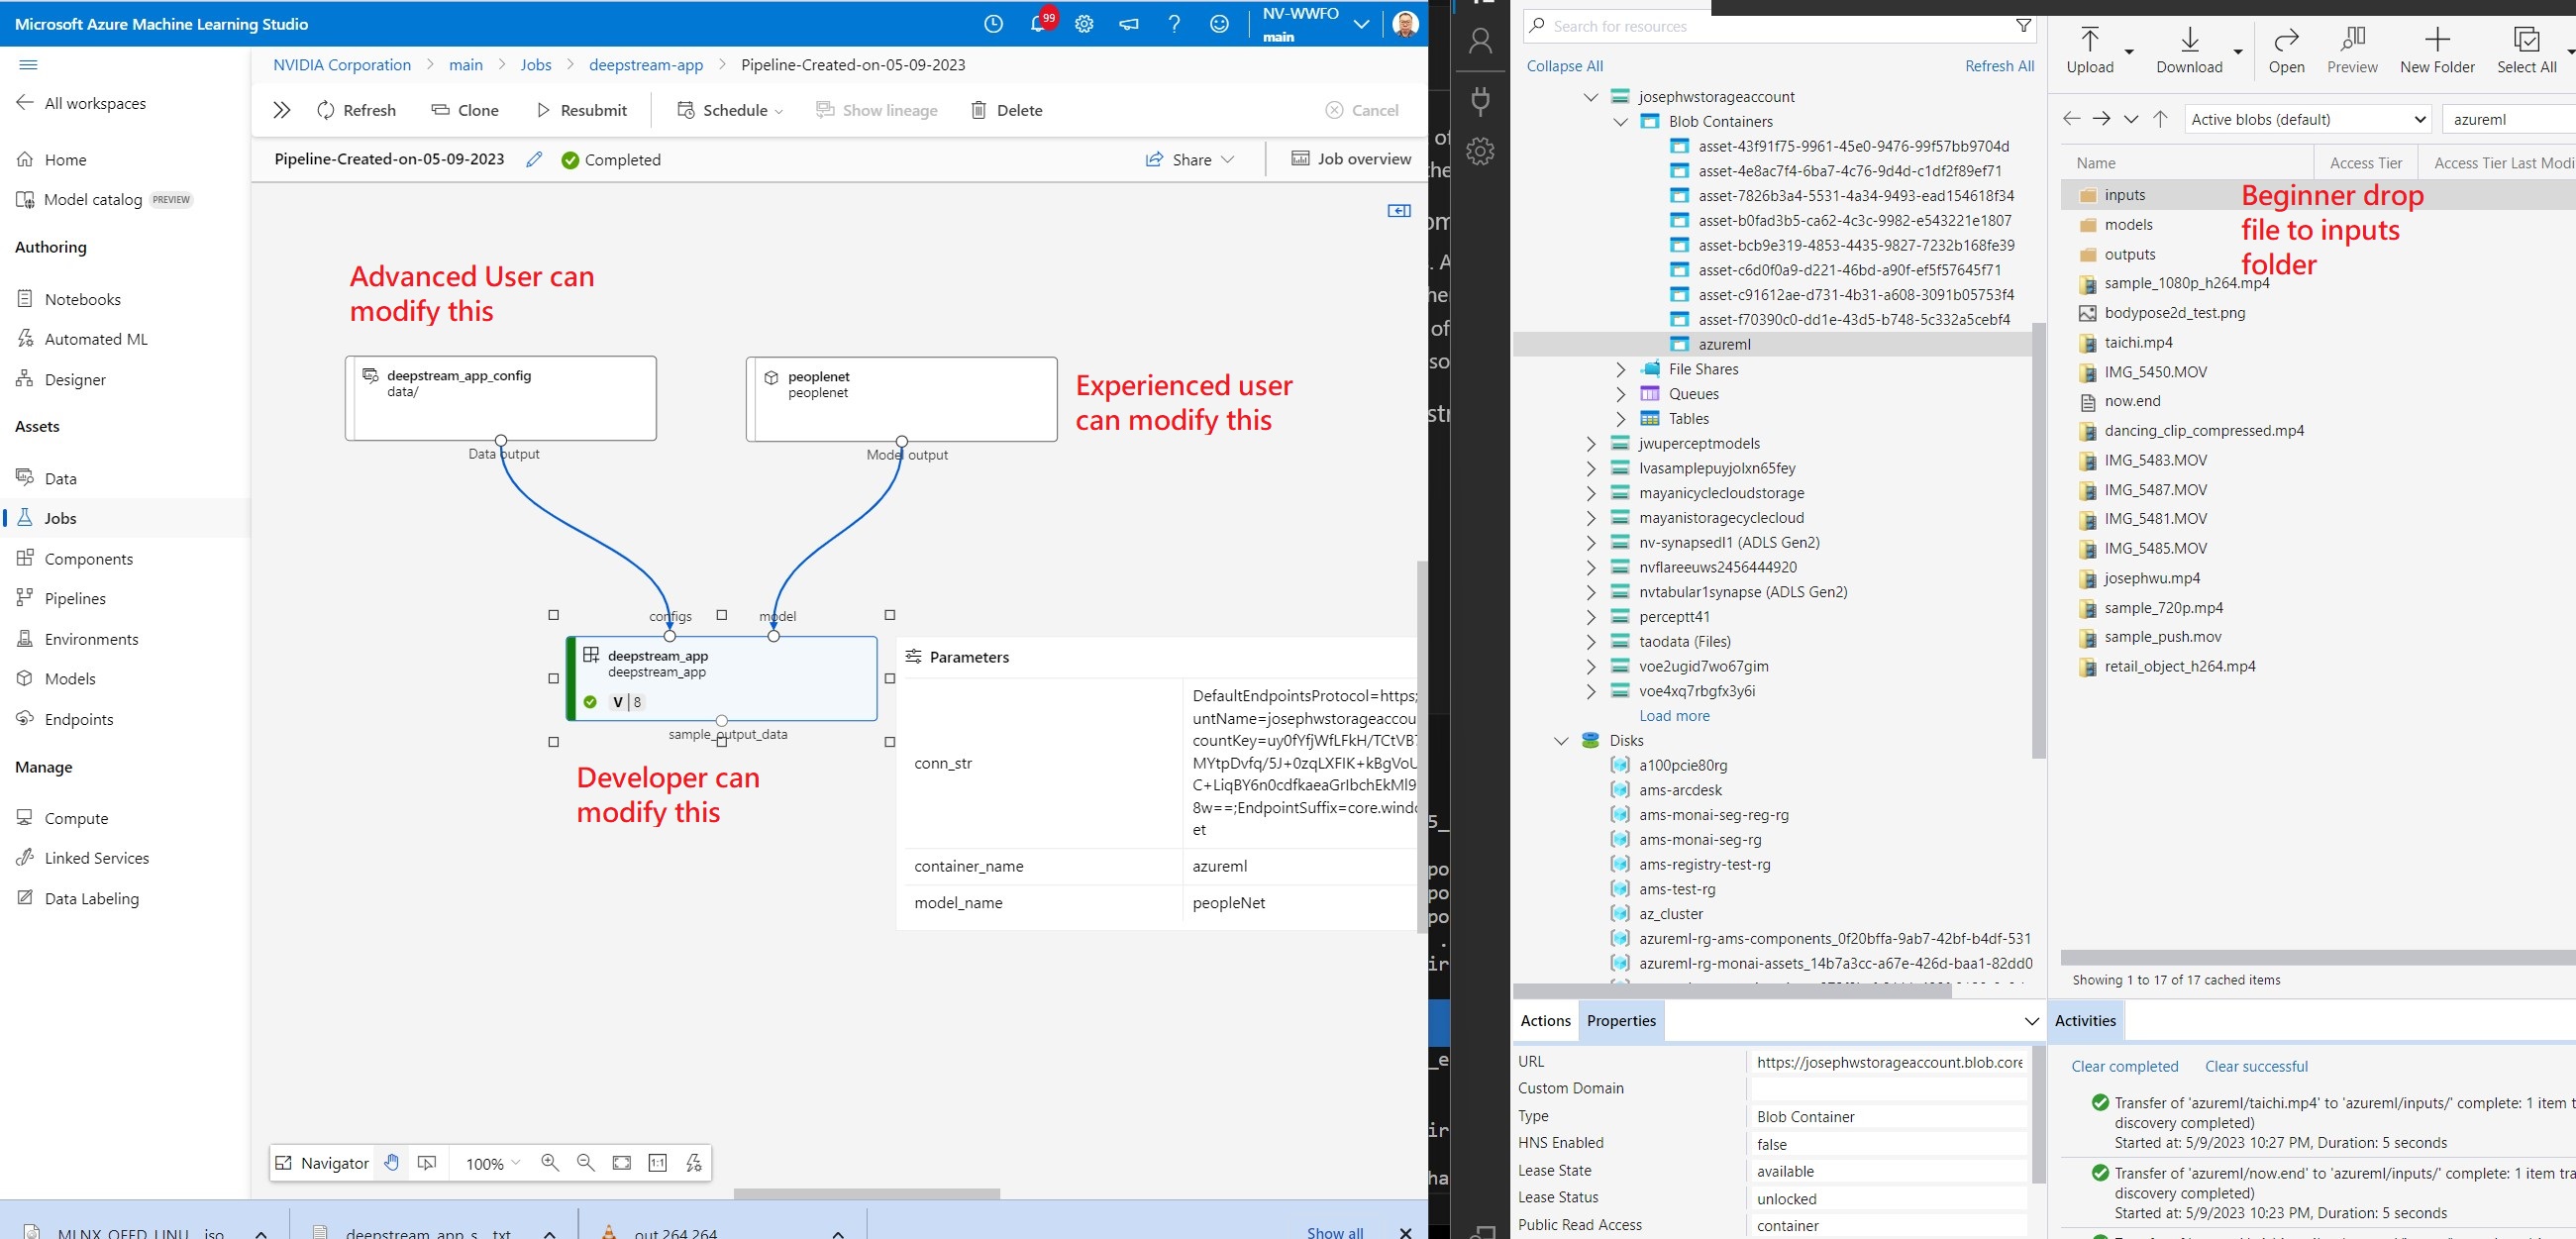 Microsoft Azure Machine Learning Studio
99
NV-WWFO
main
All workspaces
Home
Model catalog PREVIEW
Authoring
Notebooks
Automated ML
Designer
Assets
Data
Jobs
Components
Pipelines
Environments
Models
Endpoints
Manage
Compute
Linked Services
Data Labeling
NVIDIA Corporation > main > Jobs > deepstream-app > Pipeline-Created-on-05-09-2023
Refresh Clone Resubmit Schedule Show lineage Delete Cancel
Pipeline-Created-on-05-09-2023 Completed Share Job overview
Advanced User can
modify this
deepstream_app_config
data/
Data output
peoplenet
peoplenet
Model output
Experienced user
can modify this
configs model
deepstream_app
deepstream_app
V | 8
sample_output_data
Developer can
modify this
Parameters
conn_str
DefaultEndpointsProtocol=https;
untName=josephwstorageaccou
MYtpDvfq/5J+0zqLXFIK+kBgVoU
8w==;EndpointSuffix=core.windo
et
container_name azureml
model_name peopleNet
Navigator 100% 1:1
MLNX_OFED_LINU....iso
deepstream_app_s....txt
out.264.264
Show all
Search for resources
Collapse All Refresh All
josephwstorageaccount
Blob Containers
asset-43f91f75-9961-45e0-9476-99f57bb9704d
asset-4e8ac7f4-6ba7-4c76-9d4d-c1df2f89ef71
asset-7826b3a4-5531-4a34-9493-ead154618f34
asset-b0fad3b5-ca62-4c3c-9982-e543221e1807
asset-bcb9e319-4853-4435-9827-7232b168fe39
asset-c6d0f0a9-d221-46bd-a90f-ef5f57645f71
asset-c91612ae-d731-4b31-a608-3091b05753f4
asset-f70390c0-dd1e-43d5-b748-5c332a5cebf4
azureml
File Shares
Queues
Tables
jwuperceptmodels
lvasamplepuyjolxn65fey
mayanicyclecloudstorage
mayanistoragecyclecloud
nv-synapsedl1 (ADLS Gen2)
nvflareeuws2456444920
nvtabular1synapse (ADLS Gen2)
perceptt41
taodata (Files)
voe2ugid7wo67gim
voe4xq7rbgfx3y6i
Load more
Disks
a100pcie80rg
ams-arcdesk
ams-monai-seg-reg-rg
ams-monai-seg-rg
ams-registry-test-rg
ams-test-rg
az_cluster
azureml-rg-ams-components_0f20bffa-9ab7-42bf-b4df-531
azureml-rg-monai-assets_14b7a3cc-a67e-426d-baa1-82dd0
Actions Properties
URL https://josephwstorageaccount.blob.core
Custom Domain
Type Blob Container
HNS Enabled false
Lease State available
Lease Status unlocked
Public Read Access container
Upload Download Open Preview New Folder Select All
Active blobs (default) azureml
Name Access Tier Access Tier Last Modi
inputs
models
outputs
Beginner drop
file to inputs
folder
sample_1080p_h264.mp4
bodypose2d_test.png
taichi.mp4
IMG_5450.MOV
now.end
dancing_clip_compressed.mp4
IMG_5483.MOV
IMG_5487.MOV
IMG_5481.MOV
IMG_5485.MOV
josephwu.mp4
sample_720p.mp4
sample_push.mov
retail_object_h264.mp4
Showing 1 to 17 of 17 cached items
Activities
Clear completed Clear successful
Transfer of 'azureml/taichi.mp4' to 'azureml/inputs/' complete: 1 item t
discovery completed)
Started at: 5/9/2023 10:27 PM, Duration: 5 seconds
Transfer of 'azureml/now.end' to 'azureml/inputs/' complete: 1 item tra
discovery completed)
Started at: 5/9/2023 10:23 PM, Duration: 5 seconds